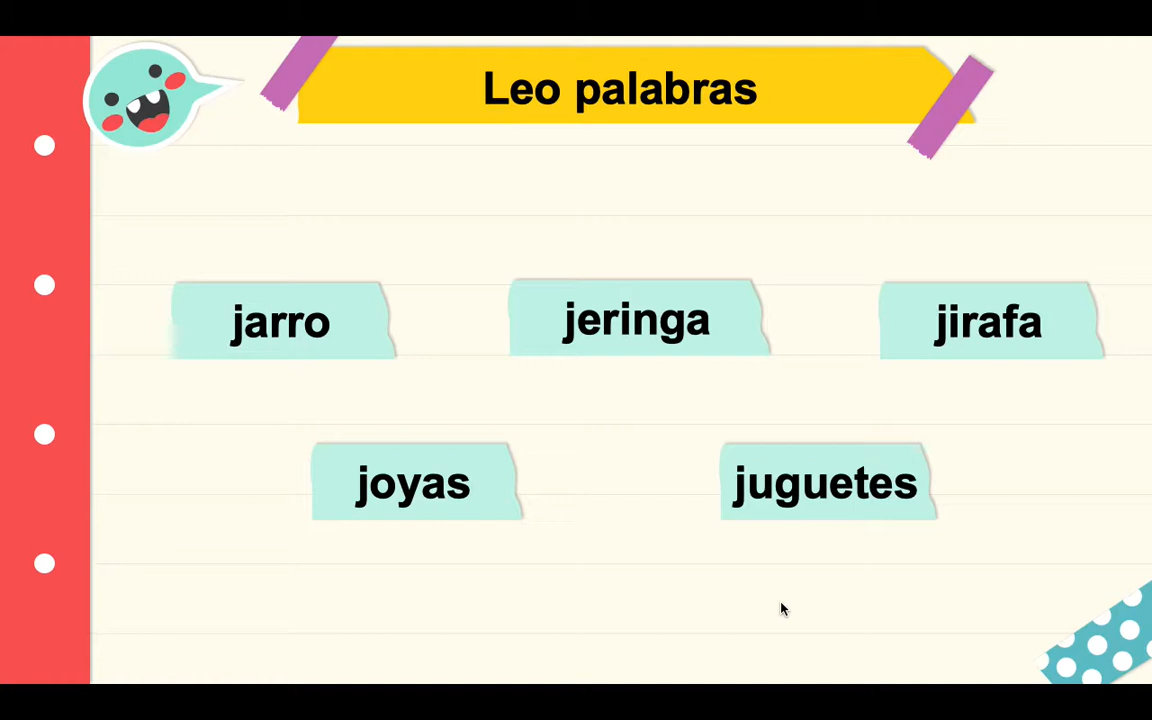 Leo palabras
jarro
jeringa
jirafa
joyas
juguetes